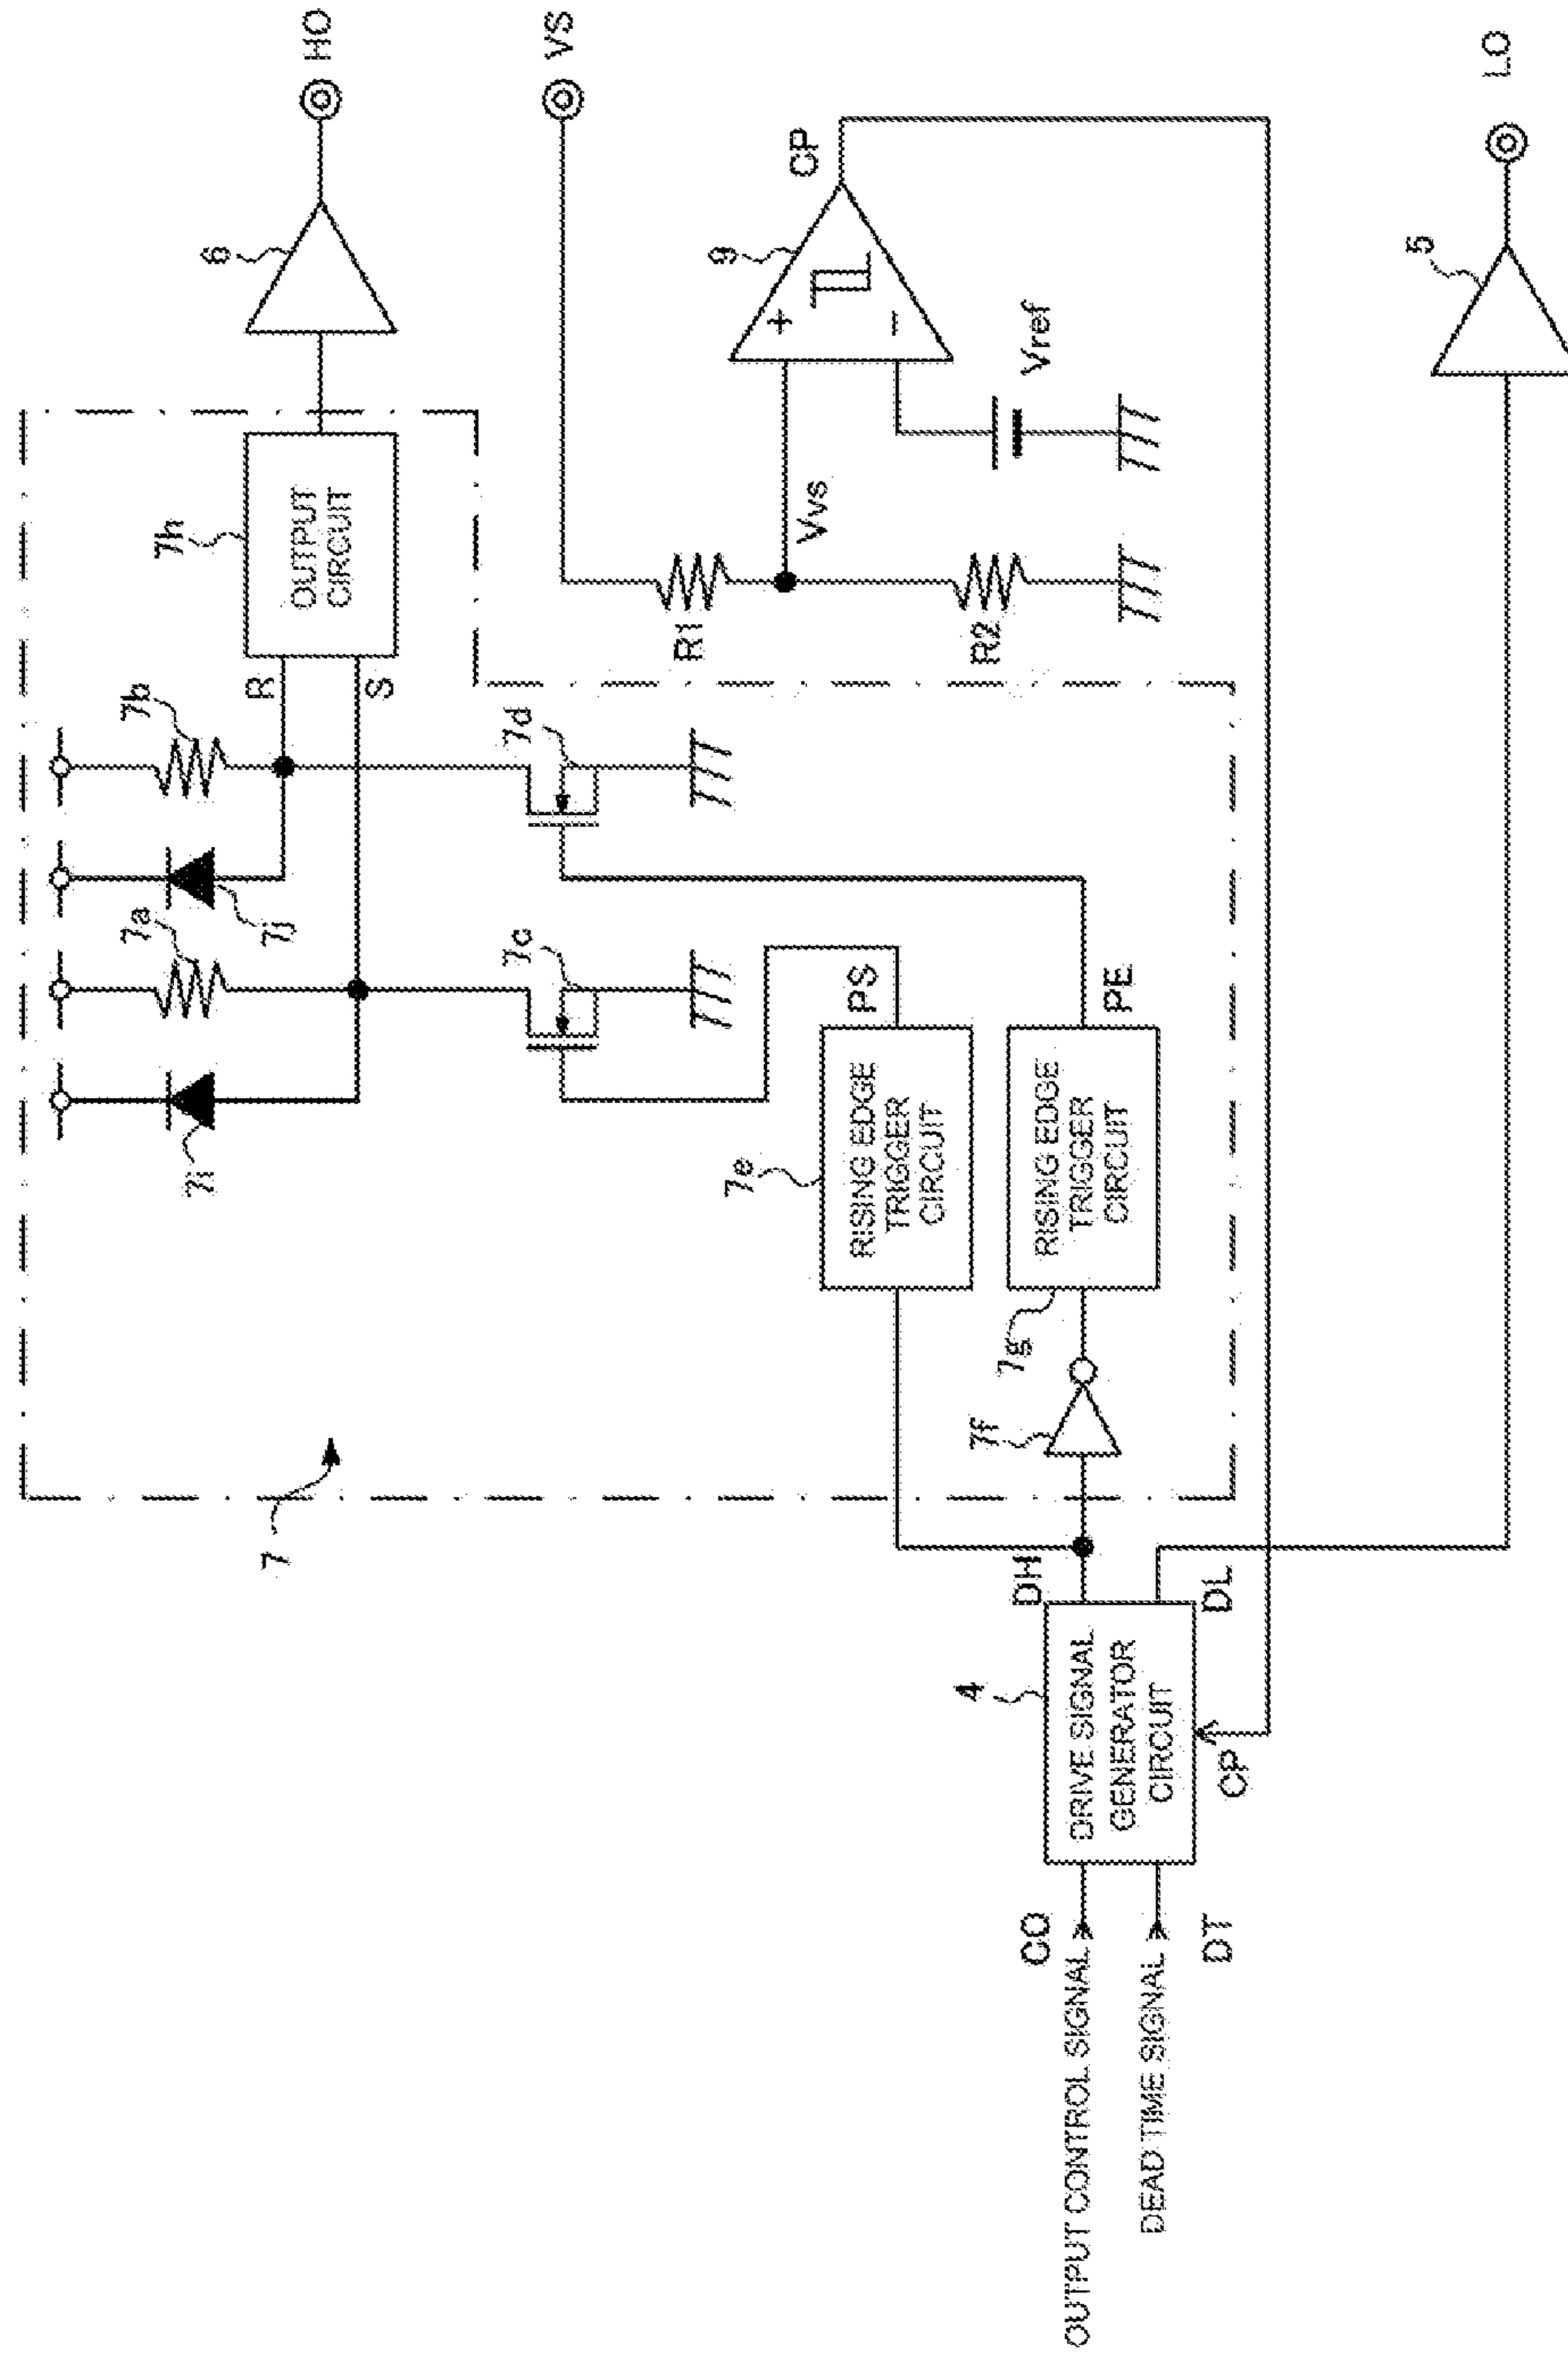 7
7i
7a
7j
7b
R
S
7h
OUTPUT
CIRCUIT
6
HO
VS
7c
7d
R1
Vvs
R2
9
+
−
CP
Vref
7e
RISING EDGE
TRIGGER
CIRCUIT
PS
7f
7g
RISING EDGE
TRIGGER
CIRCUIT
PE
CO
OUTPUT CONTROL SIGNAL
DEAD TIME SIGNAL
DT
4
DRIVE SIGNAL
GENERATOR
CIRCUIT
DH
DL
CP
5
LO